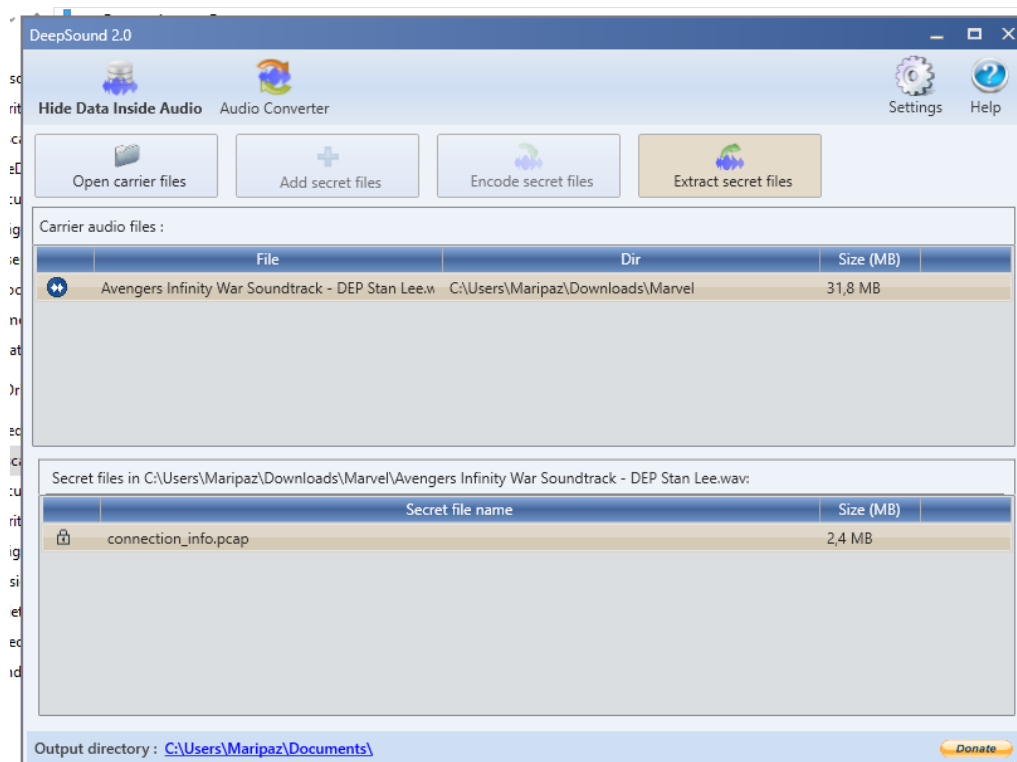 DeepSound 2.0
Hide Data Inside Audio Audio Converter Settings Help
Open carrier files Add secret files Encode secret files Extract secret files
Carrier audio files :
File Dir Size (MB)
Avengers Infinity War Soundtrack - DEP Stan Lee.w C:\Users\Maripaz\Downloads\Marvel 31,8 MB
Secret files in C:\Users\Maripaz\Downloads\Marvel\Avengers Infinity War Soundtrack - DEP Stan Lee.wav:
Secret file name Size (MB)
connection_info.pcap 2,4 MB
Output directory : C:\Users\Maripaz\Documents\ Donate